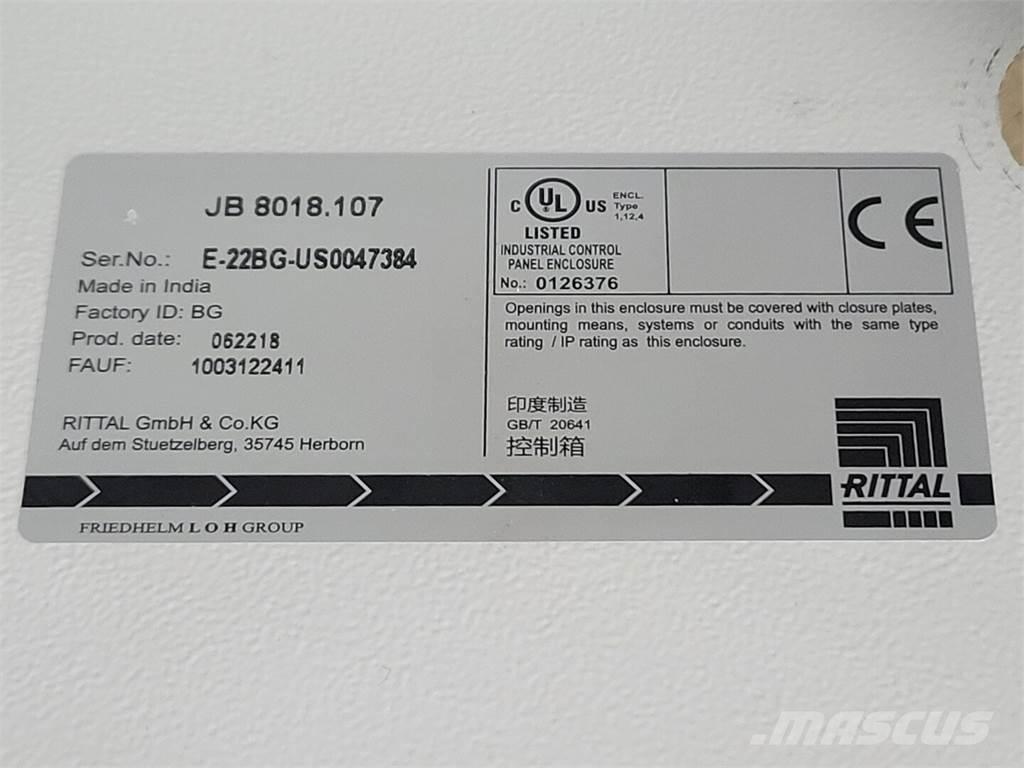 JB 8018.107
Ser.No.: E-22BG-US0047384
Made in India
Factory ID: BG
Prod. date: 062218
FAUF: 1003122411
RITTAL GmbH & Co.KG
Auf dem Stuetzelberg, 35745 Herborn
C UL US ENCL.
Type
1,12,4
LISTED
INDUSTRIAL CONTROL
PANEL ENCLOSURE
No.: 0126376
CE
Openings in this enclosure must be covered with closure plates,
mounting means, systems or conduits with the same type
rating / IP rating as this enclosure.
印度制造
GB/T 20641
控制箱
RITTAL
FRIEDHELM L O H GROUP
MASCUS